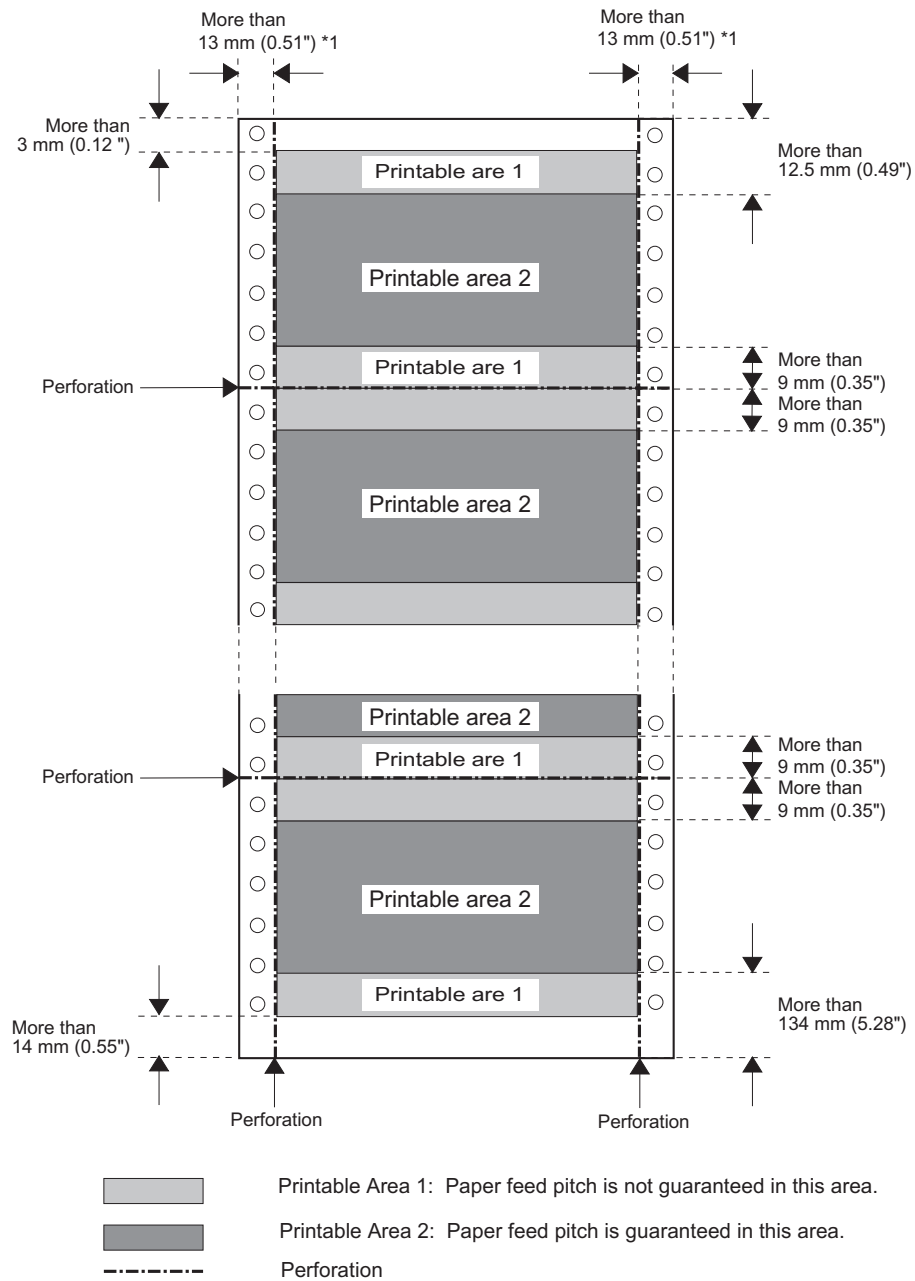 More than
13 mm (0.51") *1
More than
13 mm (0.51") *1
More than
3 mm (0.12 ")
Printable are 1
More than
12.5 mm (0.49")
Printable area 2
Printable are 1
More than
9 mm (0.35")
Perforation
More than
9 mm (0.35")
Printable area 2
Printable area 2
Printable are 1
More than
9 mm (0.35")
Perforation
More than
9 mm (0.35")
Printable area 2
Printable are 1
More than
134 mm (5.28")
More than
14 mm (0.55")
Perforation
Perforation
Printable Area 1: Paper feed pitch is not guaranteed in this area.
Printable Area 2: Paper feed pitch is guaranteed in this area.
Perforation